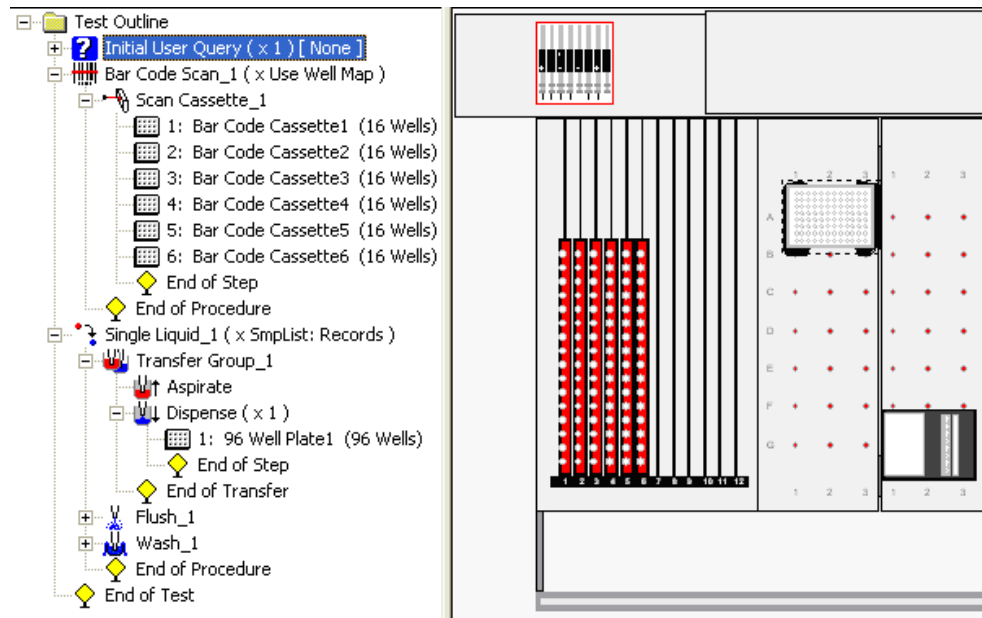 Test Outline
Initial User Query ( x 1 ) [ None ]
Bar Code Scan_1 ( x Use Well Map )
Scan Cassette_1
1: Bar Code Cassette1 (16 Wells)
2: Bar Code Cassette2 (16 Wells)
3: Bar Code Cassette3 (16 Wells)
4: Bar Code Cassette4 (16 Wells)
5: Bar Code Cassette5 (16 Wells)
6: Bar Code Cassette6 (16 Wells)
End of Step
End of Procedure
Single Liquid_1 ( x SmpList: Records )
Transfer Group_1
Aspirate
Dispense ( x 1 )
1: 96 Well Plate1 (96 Wells)
End of Step
End of Transfer
Flush_1
Wash_1
End of Procedure
End of Test
1 2 3 4 5 6 7 8 9 10 11 12
1 2 3 1 2 3
A
B
C
D
E
F
G
1 2 3 1 2 3